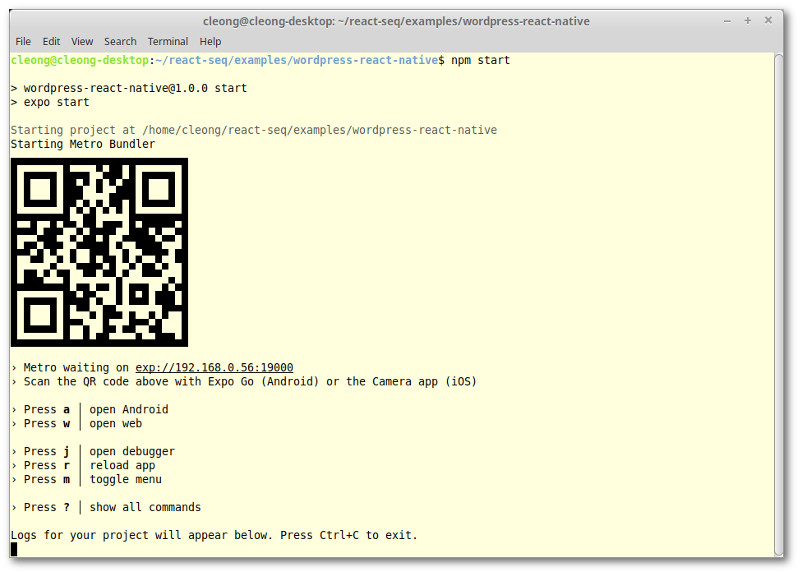 cleong@cleong-desktop: ~/react-seq/examples/wordpress-react-native
File Edit View Search Terminal Help
cleong@cleong-desktop:~/react-seq/examples/wordpress-react-native$ npm start
> wordpress-react-native@1.0.0 start
> expo start
Starting project at /home/cleong/react-seq/examples/wordpress-react-native
Starting Metro Bundler
› Metro waiting on exp://192.168.0.56:19000
› Scan the QR code above with Expo Go (Android) or the Camera app (iOS)
› Press a │ open Android
› Press w │ open web
› Press j │ open debugger
› Press r │ reload app
› Press m │ toggle menu
› Press ? │ show all commands
Logs for your project will appear below. Press Ctrl+C to exit.